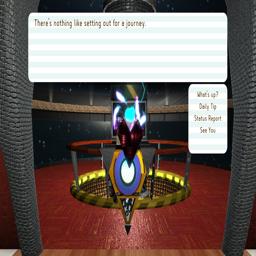 There's nothing like setting out for a journey.
What's up?
Daily Tip
Status Report
See You